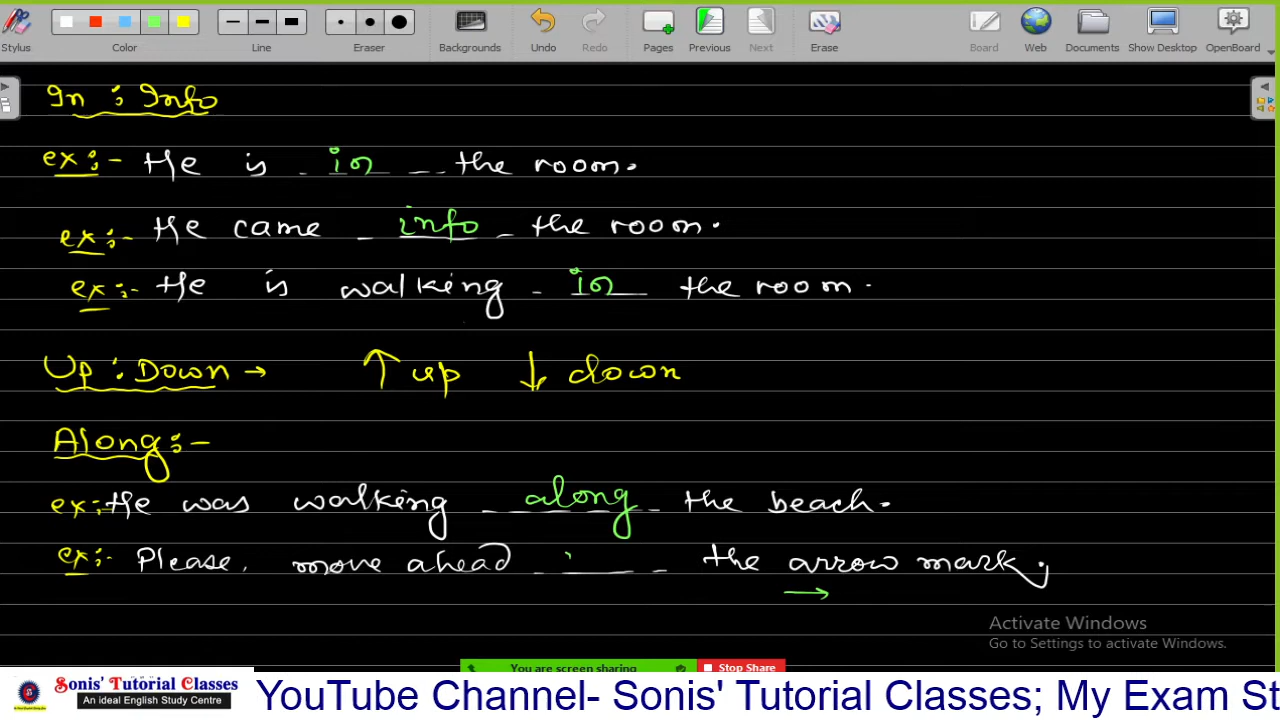 Stylus Color Line Eraser Backgrounds Undo Redo Pages Previous Next Erase Board Web Documents Show Desktop OpenBoard
In : Info
ex:- He is in the room.
ex:- He came info the room.
ex:- He is walking in the room.
Up : Down → ↑ up ↓ down
Along:-
ex:- He was walking along the beach.
ex:- Please, move ahead the arrow mark.
Activate Windows
Go to Settings to activate Windows.
You are screen sharing Stop Share
Sonis' Tutorial Classes
An ideal English Study Centre
YouTube Channel- Sonis' Tutorial Classes; My Exam St